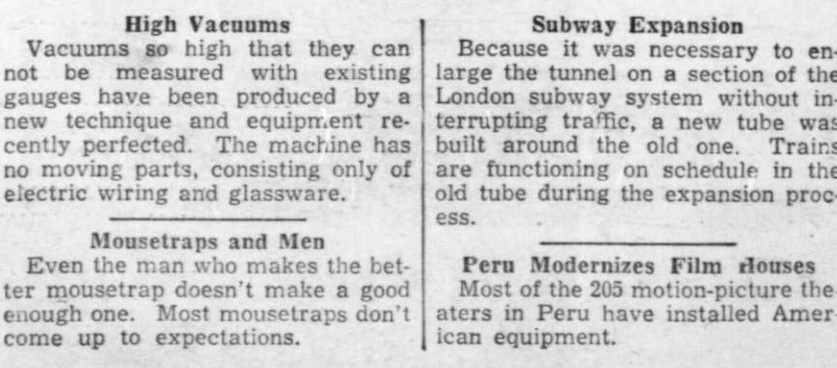 High Vacuums
Vacuums so high that they can
not be measured with existing
gauges have been produced by a
new technique and equipment re-
cently perfected. The machine has
no moving parts, consisting only of
electric wiring and glassware.
Mousetraps and Men
Even the man who makes the bet-
ter mousetrap doesn't make a good
enough one. Most mousetraps don't
come up to expectations.
Subway Expansion
Because it was necessary to en-
large the tunnel on a section of the
London subway system without in-
terrupting traffic, a new tube was
built around the old one. Trains
are functioning on schedule in the
old tube during the expansion proc-
ess.
Peru Modernizes Film Houses
Most of the 205 motion-picture the-
aters in Peru have installed Amer-
ican equipment.